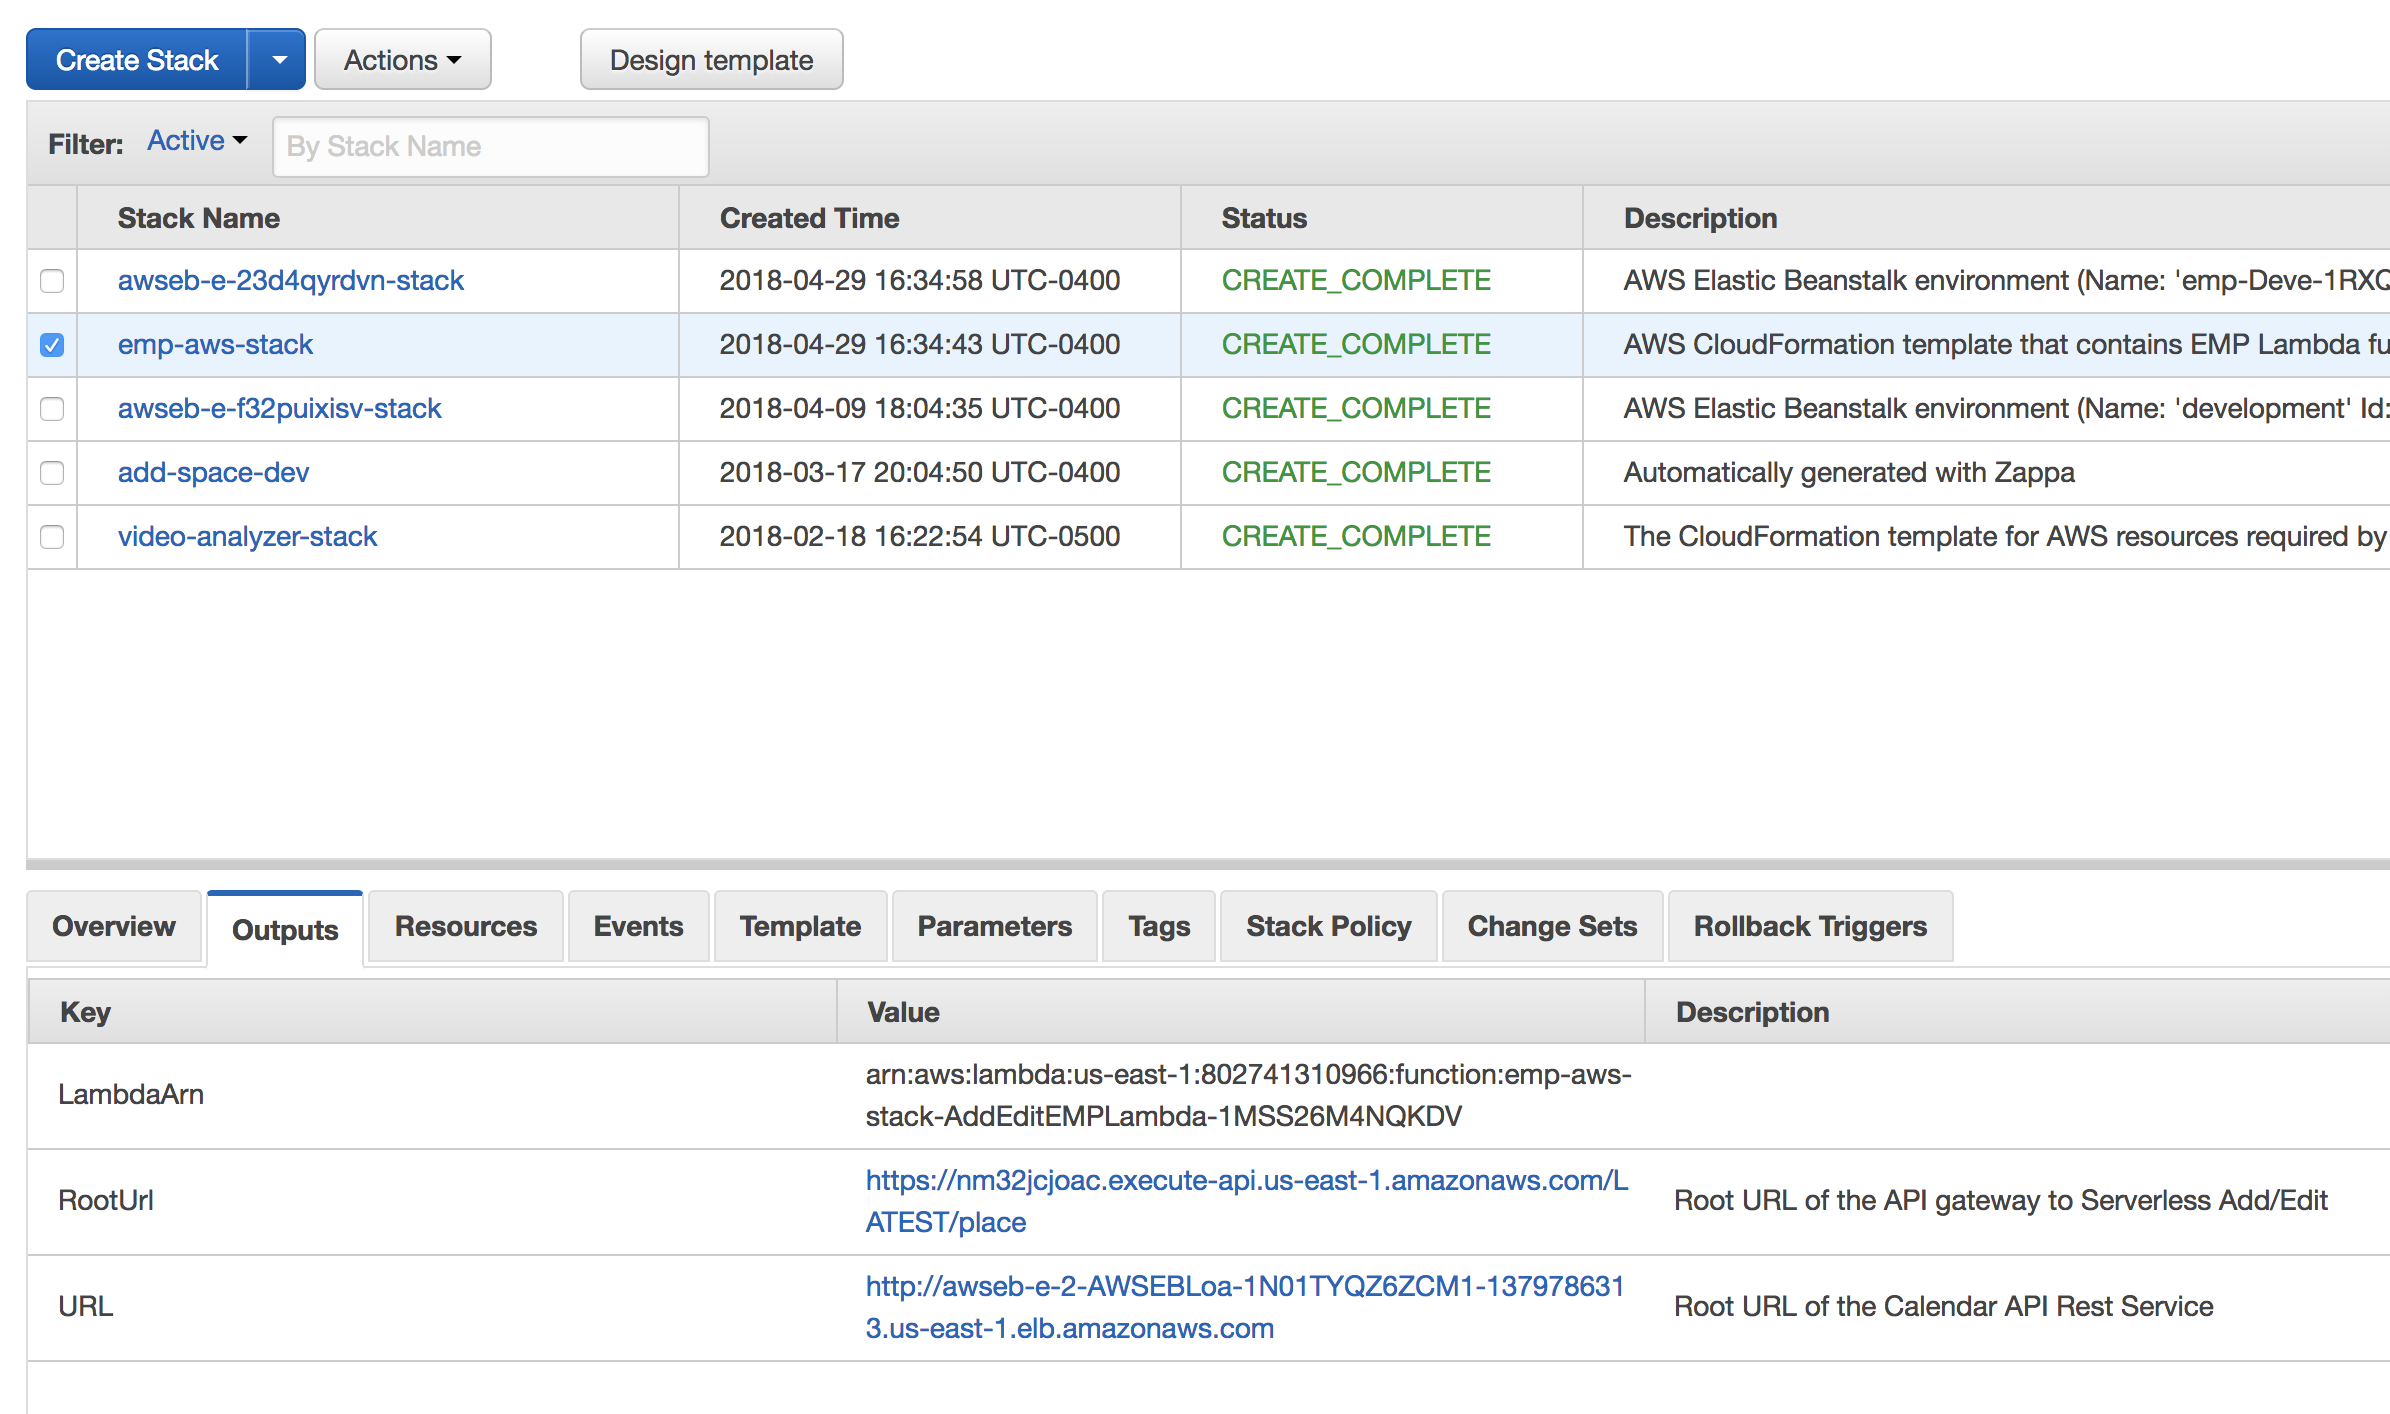 Create Stack Actions Design template
Filter: Active By Stack Name
Stack Name Created Time Status Description
awseb-e-23d4qyrdvn-stack 2018-04-29 16:34:58 UTC-0400 CREATE_COMPLETE AWS Elastic Beanstalk environment (Name: 'emp-Deve-1RXQ
emp-aws-stack 2018-04-29 16:34:43 UTC-0400 CREATE_COMPLETE AWS CloudFormation template that contains EMP Lambda fu
awseb-e-f32puixisv-stack 2018-04-09 18:04:35 UTC-0400 CREATE_COMPLETE AWS Elastic Beanstalk environment (Name: 'development' Id:
add-space-dev 2018-03-17 20:04:50 UTC-0400 CREATE_COMPLETE Automatically generated with Zappa
video-analyzer-stack 2018-02-18 16:22:54 UTC-0500 CREATE_COMPLETE The CloudFormation template for AWS resources required by
Overview Outputs Resources Events Template Parameters Tags Stack Policy Change Sets Rollback Triggers
Key Value Description
LambdaArn
arn:aws:lambda:us-east-1:802741310966:function:emp-aws-
stack-AddEditEMPLambda-1MSS26M4NQKDV
RootUrl
https://nm32jcjoac.execute-api.us-east-1.amazonaws.com/L
ATEST/place
Root URL of the API gateway to Serverless Add/Edit
URL
http://awseb-e-2-AWSEBLoa-1N01TYQZ6ZCM1-137978631
3.us-east-1.elb.amazonaws.com
Root URL of the Calendar API Rest Service